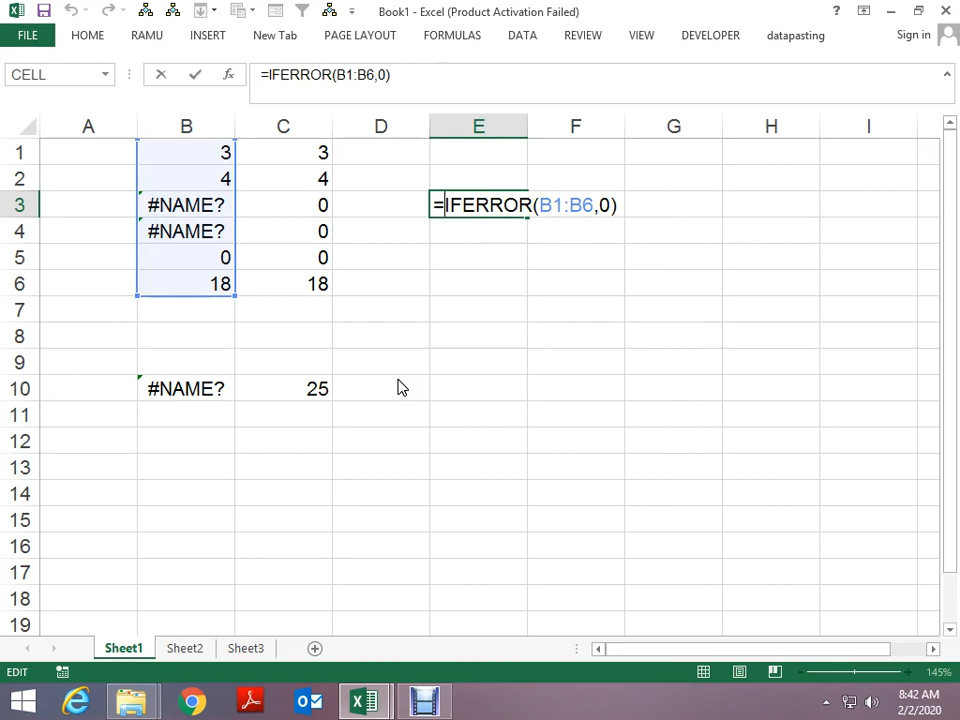 Book1 - Excel (Product Activation Failed)
?
FILE HOME RAMU INSERT New Tab PAGE LAYOUT FORMULAS DATA REVIEW VIEW DEVELOPER datapasting Sign in
CELL fx =IFERROR(B1:B6,0)
A B C D E F G H I
1 3 3
2 4 4
3 #NAME? 0 =IFERROR(B1:B6,0)
4 #NAME? 0
5 0 0
6 18 18
7
8
9
10 #NAME? 25
11
12
13
14
15
16
17
18
19
Sheet1 Sheet2 Sheet3
EDIT 145%
8:42 AM
2/2/2020